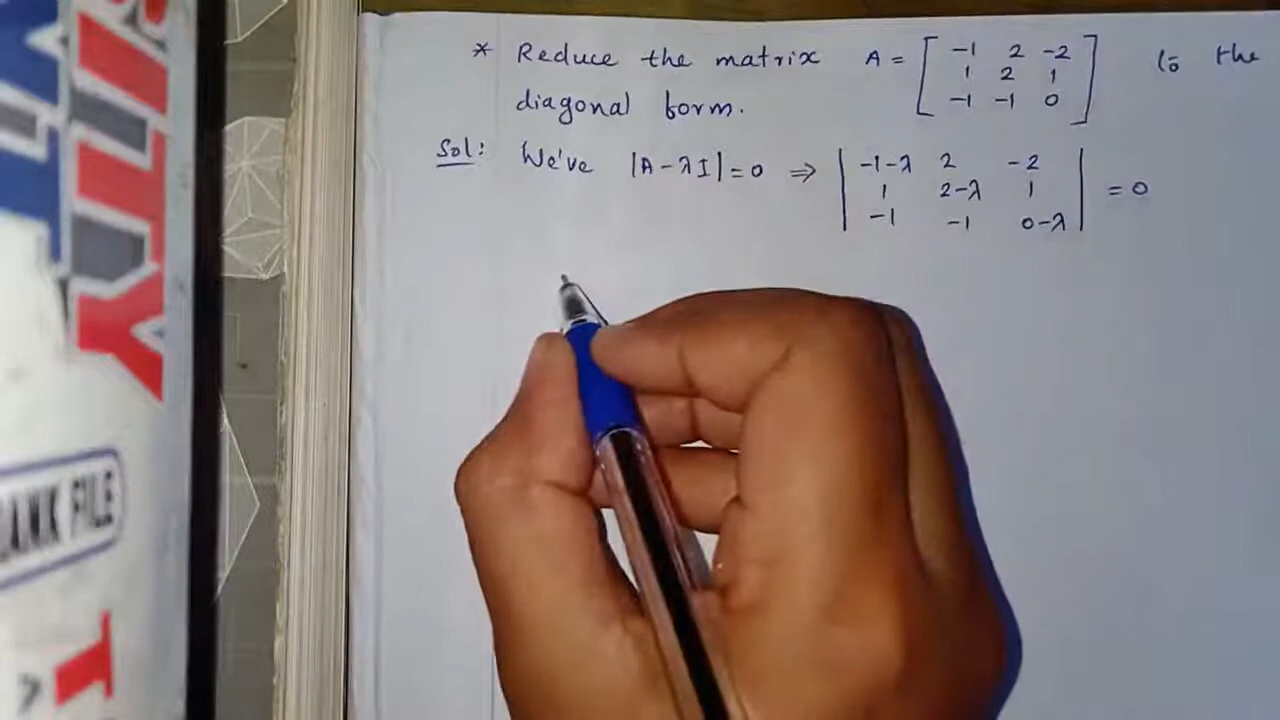 * Reduce the matrix A = [ -1 2 -2 ] to the
1 2 1
-1 -1 0
diagonal form.
Sol: We've |A - λI| = 0 ⇒ | -1-λ 2 -2 | = 0
1 2-λ 1
-1 -1 0-λ
FILE